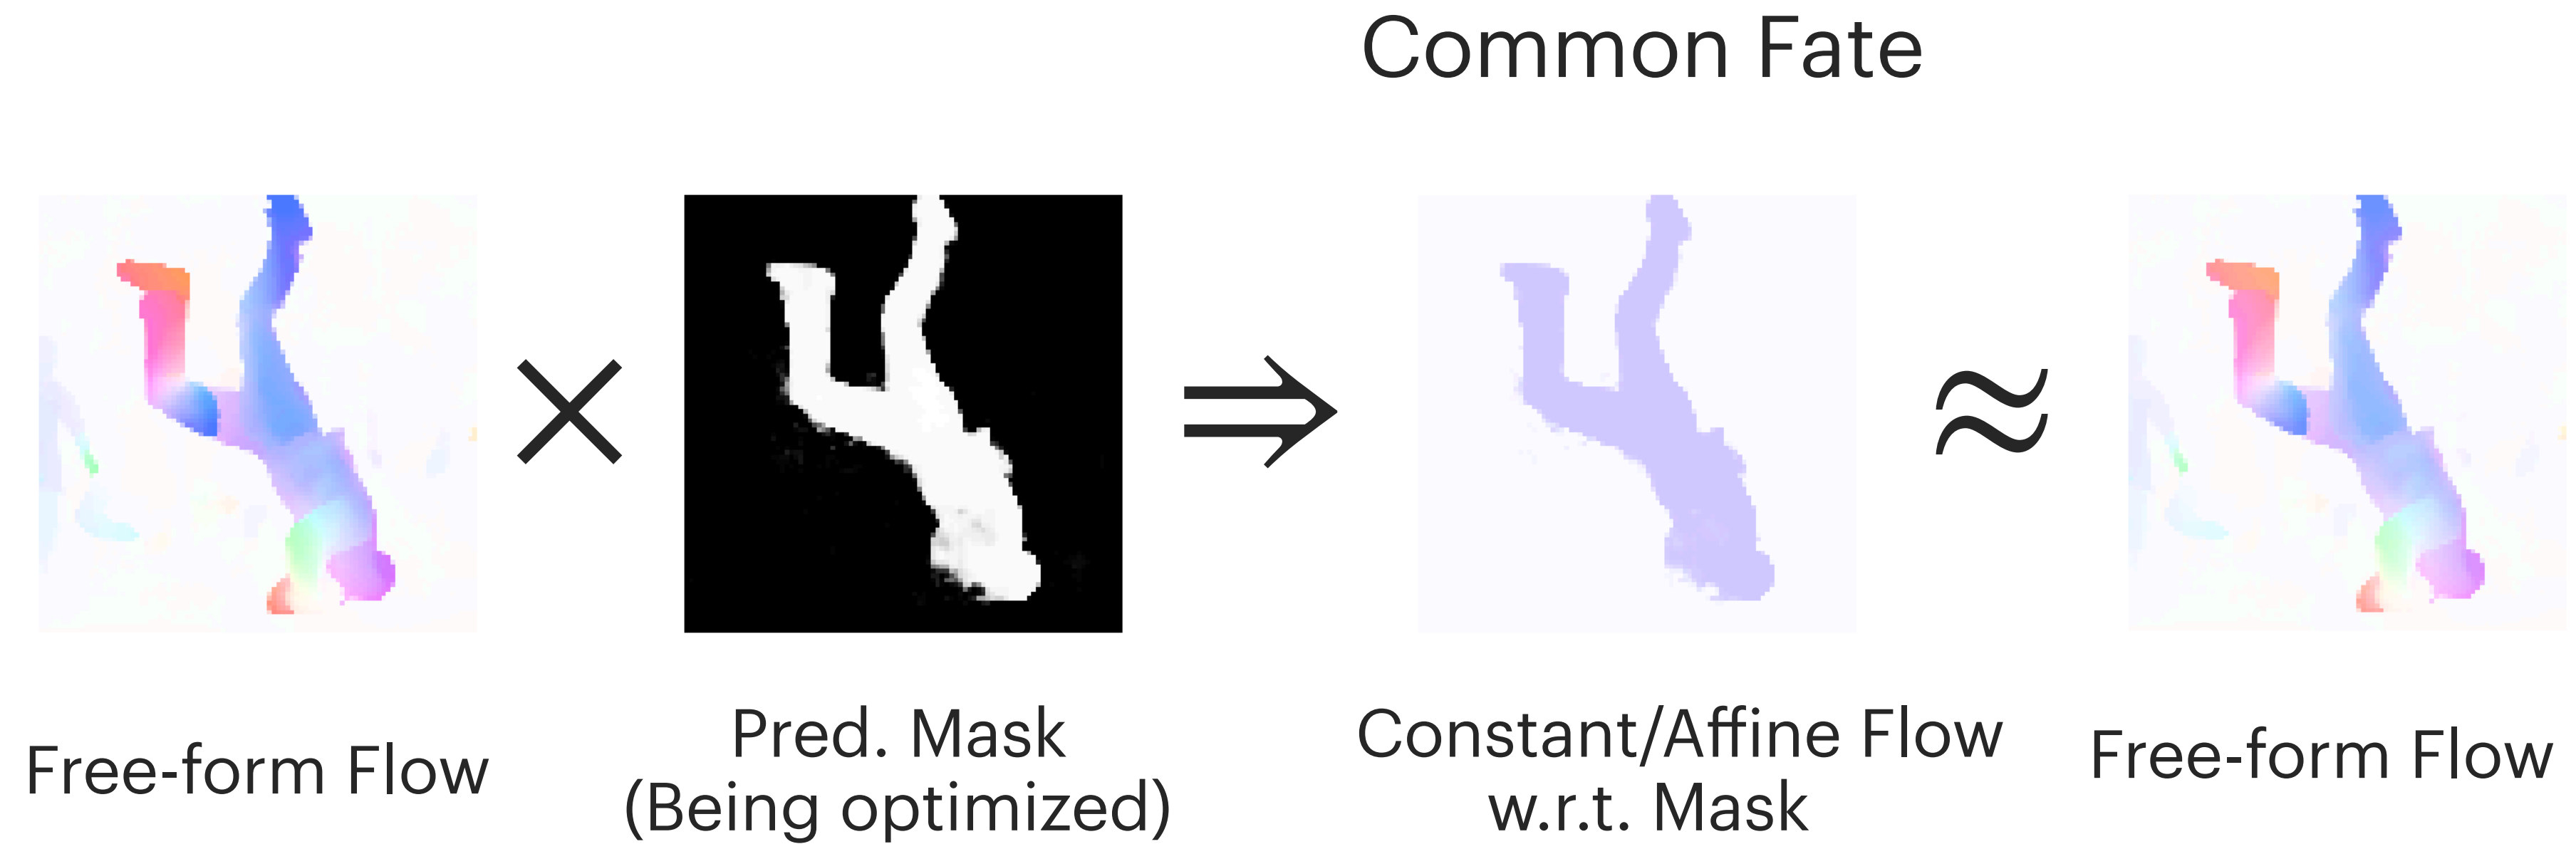 Common Fate
Free-form Flow
Pred. Mask
(Being optimized)
Constant/Affine Flow
w.r.t. Mask
Free-form Flow